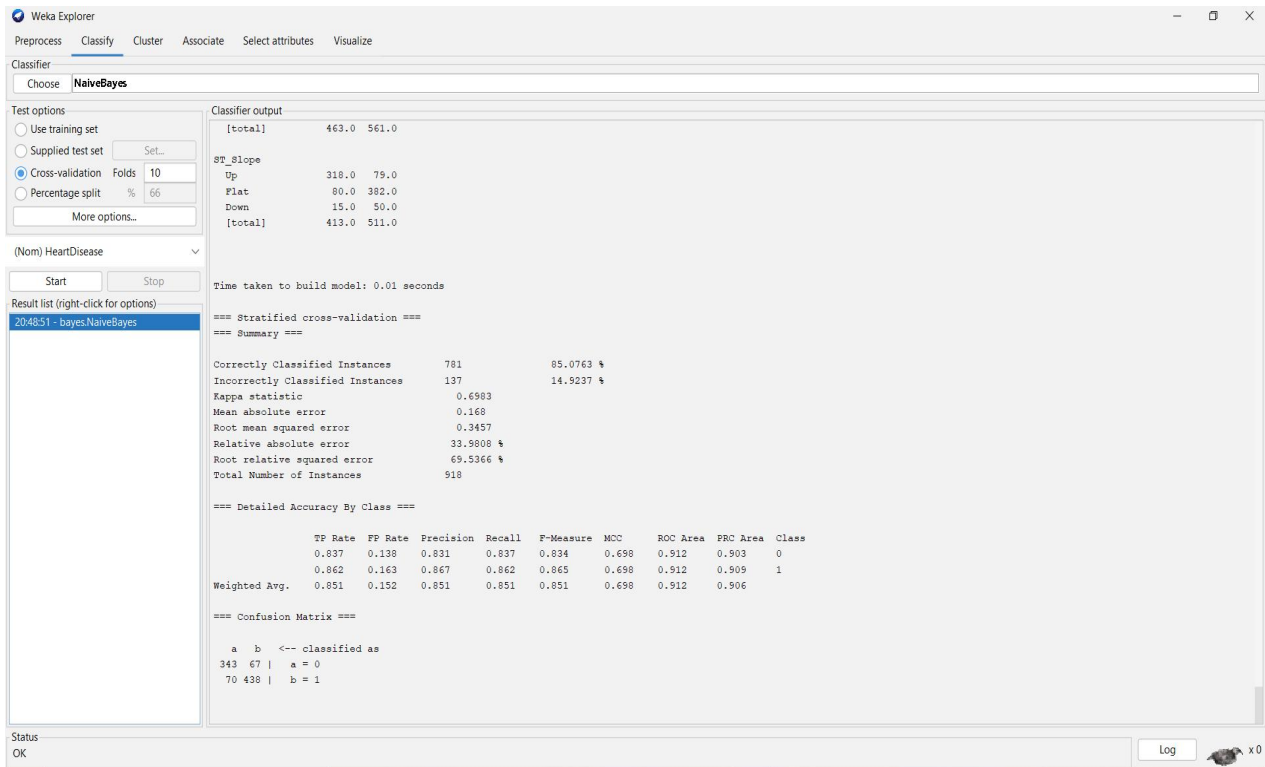 Weka Explorer
Preprocess Classify Cluster Associate Select attributes Visualize
Classifier
Choose NaiveBayes
Test options
Use training set
Supplied test set Set...
Cross-validation Folds 10
Percentage split % 66
More options...
(Nom) HeartDisease
Start Stop
Result list (right-click for options)
20:48:51 - bayes.NaiveBayes
Classifier output
[total] 463.0 561.0
ST_Slope
Up 318.0 79.0
Flat 80.0 382.0
Down 15.0 50.0
[total] 413.0 511.0
Time taken to build model: 0.01 seconds
=== Stratified cross-validation ===
=== Summary ===
Correctly Classified Instances 781 85.0763 %
Incorrectly Classified Instances 137 14.9237 %
Kappa statistic 0.6983
Mean absolute error 0.168
Root mean squared error 0.3457
Relative absolute error 33.9808 %
Root relative squared error 69.5366 %
Total Number of Instances 918
=== Detailed Accuracy By Class ===
TP Rate FP Rate Precision Recall F-Measure MCC ROC Area PRC Area Class
0.837 0.138 0.831 0.837 0.834 0.698 0.912 0.903 0
0.862 0.163 0.867 0.862 0.865 0.698 0.912 0.909 1
Weighted Avg. 0.851 0.152 0.851 0.851 0.851 0.698 0.912 0.906
=== Confusion Matrix ===
a b <-- classified as
343 67 | a = 0
70 438 | b = 1
Status
OK
Log x 0